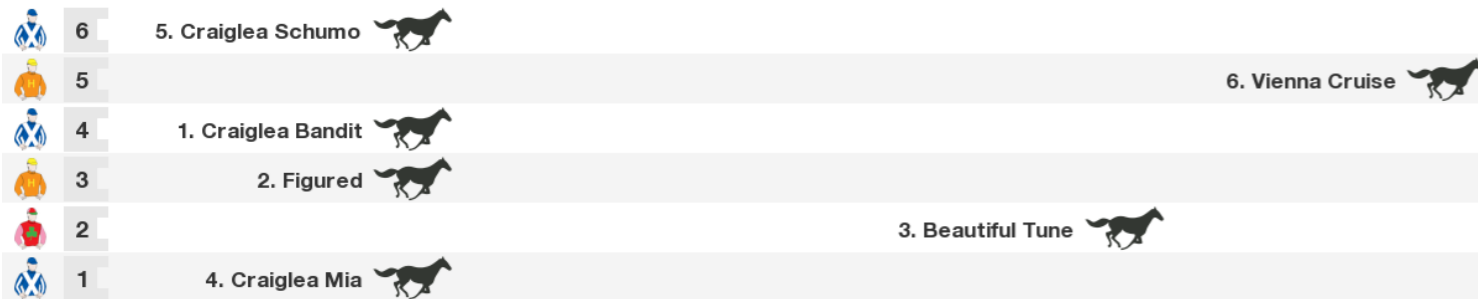 6 5. Craiglea Schumo
5 6. Vienna Cruise
4 1. Craiglea Bandit
3 2. Figured
2 3. Beautiful Tune
1 4. Craiglea Mia